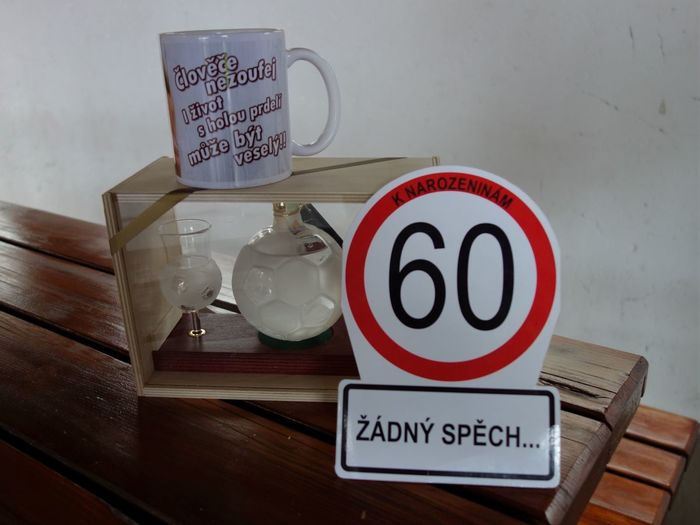 Člověče
nezoufej
I život
s holou prdelí
může být
veselý!!
K NAROZENINÁM
60
ŽÁDNÝ SPĚCH...